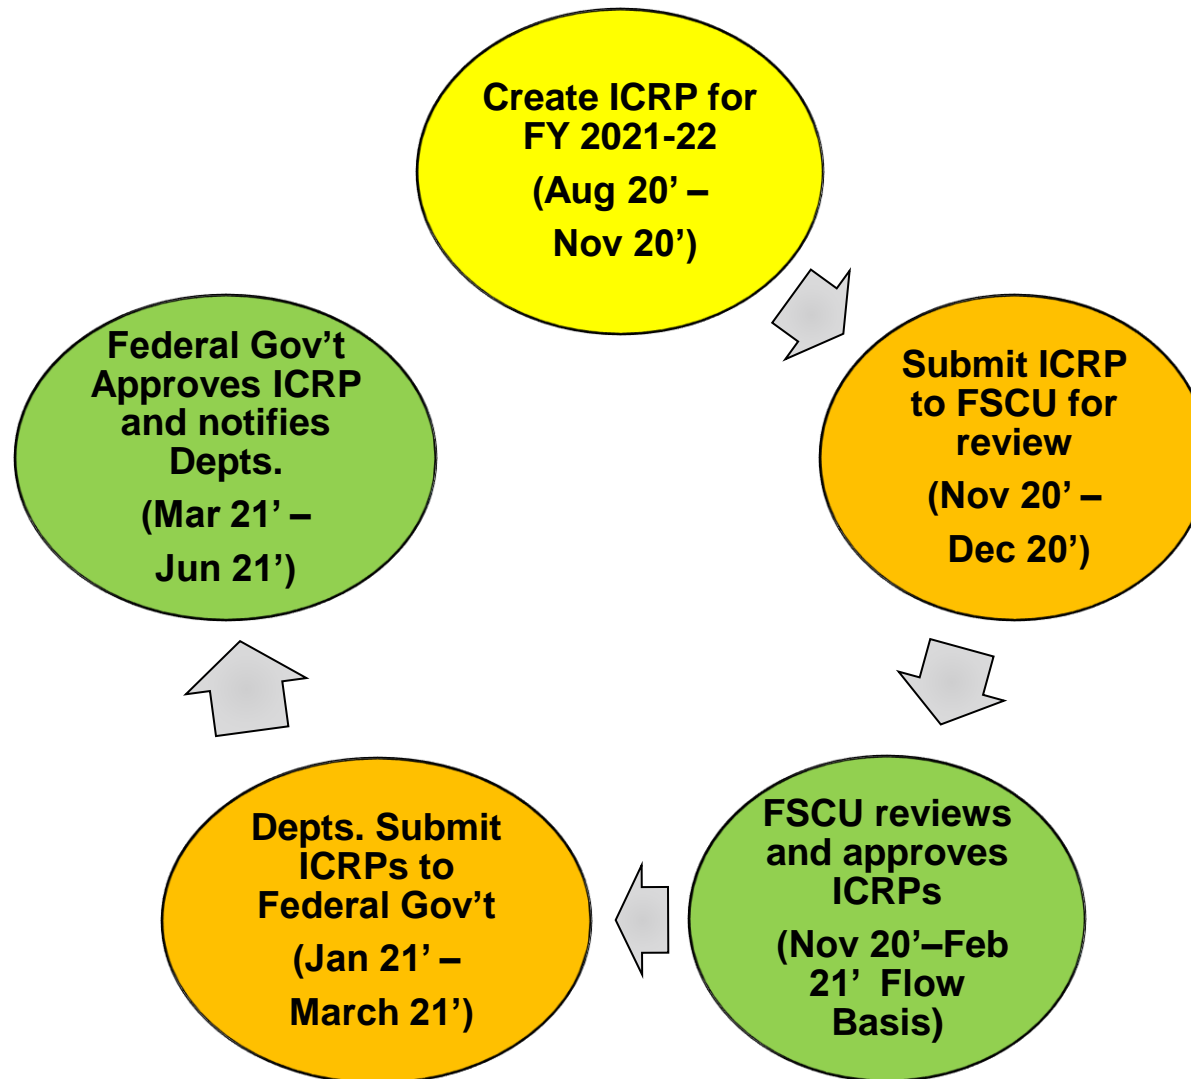 Create ICRP for
FY 2021-22
(Aug 20’ –
Nov 20’)
Submit ICRP
to FSCU for
review
(Nov 20’ –
Dec 20’)
FSCU reviews
and approves
ICRPs
(Nov 20’–Feb
21’ Flow
Basis)
Depts. Submit
ICRPs to
Federal Gov’t
(Jan 21’ –
March 21’)
Federal Gov’t
Approves ICRP
and notifies
Depts.
(Mar 21’ –
Jun 21’)